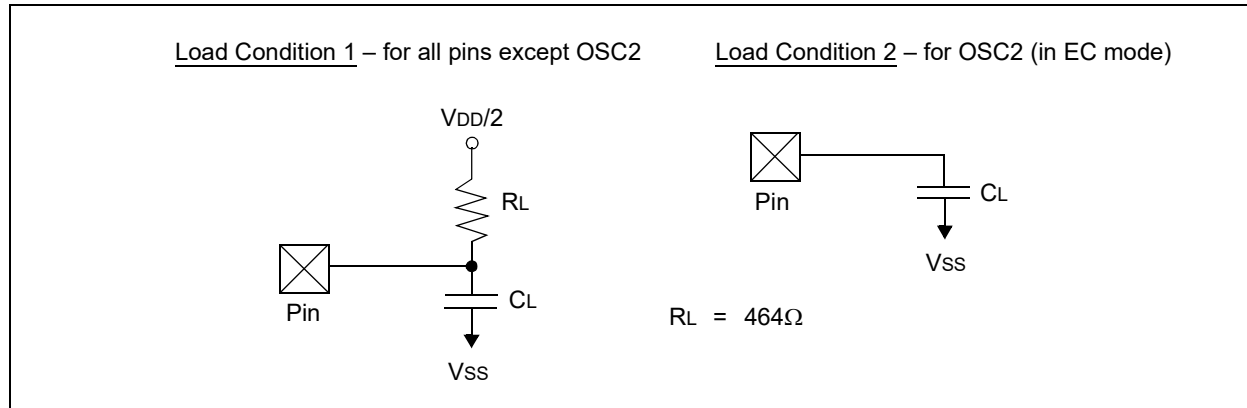 Load Condition 1 – for all pins except OSC2
Load Condition 2 – for OSC2 (in EC mode)
VDD/2
RL
Pin
CL
VSS
Pin
CL
VSS
RL = 464Ω